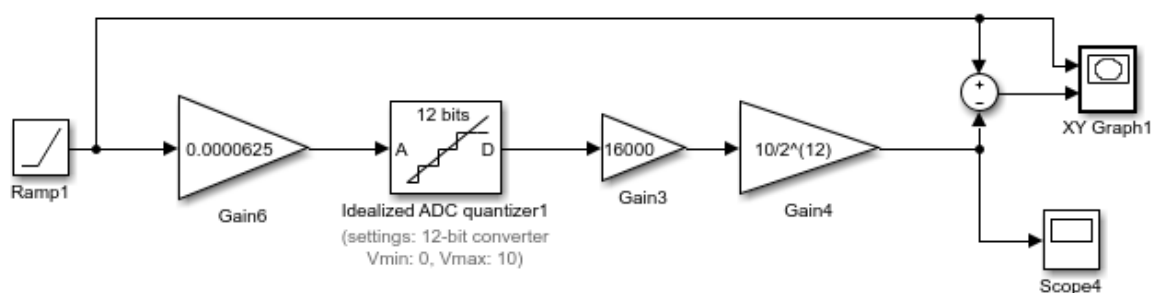 12 bits
+
−
0.0000625
A
D
16000
10/2^(12)
XY Graph1
Ramp1
Gain6
Idealized ADC quantizer1
Gain3
Gain4
(settings: 12-bit converter
Vmin: 0, Vmax: 10)
Scope4